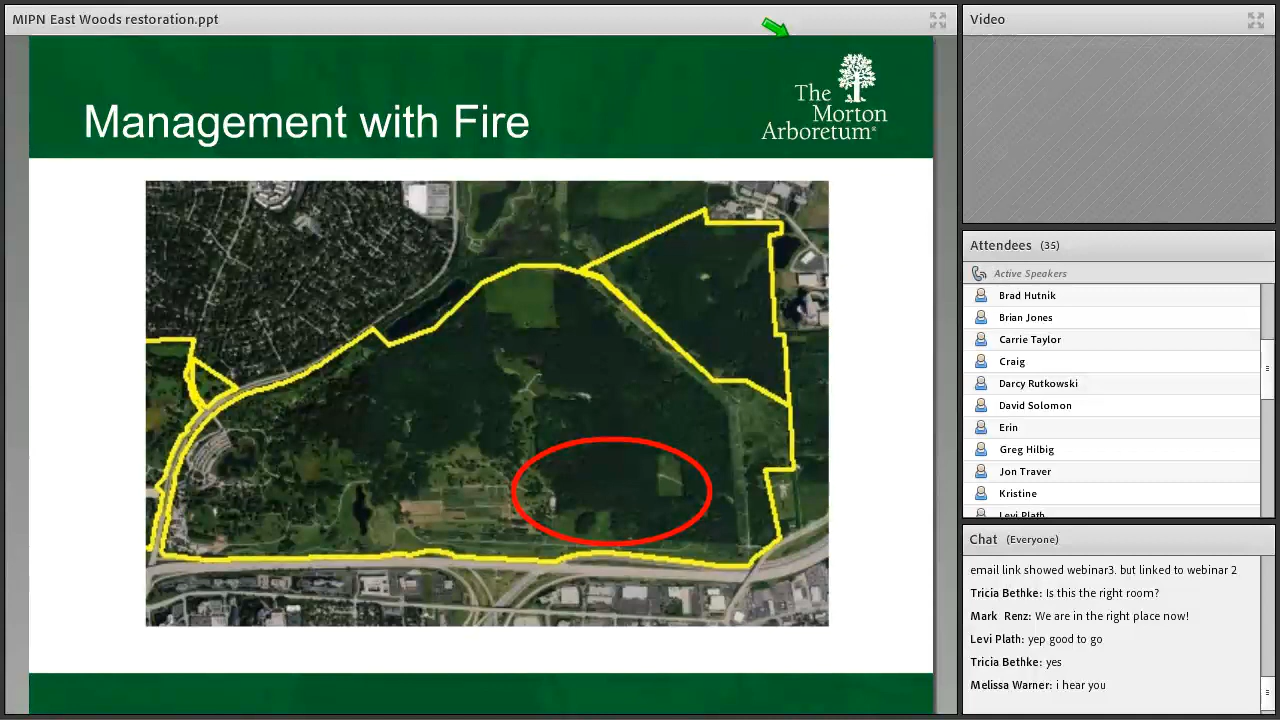 MIPN East Woods restoration.ppt
Management with Fire
The
Morton
Arboretum®
Video
Attendees (35)
Active Speakers
Brad Hutnik
Brian Jones
Carrie Taylor
Craig
Darcy Rutkowski
David Solomon
Erin
Greg Hilbig
Jon Traver
Kristine
Levi Plath
Chat (Everyone)
email link showed webinar3. but linked to webinar 2
Tricia Bethke: Is this the right room?
Mark Renz: We are in the right place now!
Levi Plath: yep good to go
Tricia Bethke: yes
Melissa Warner: i hear you